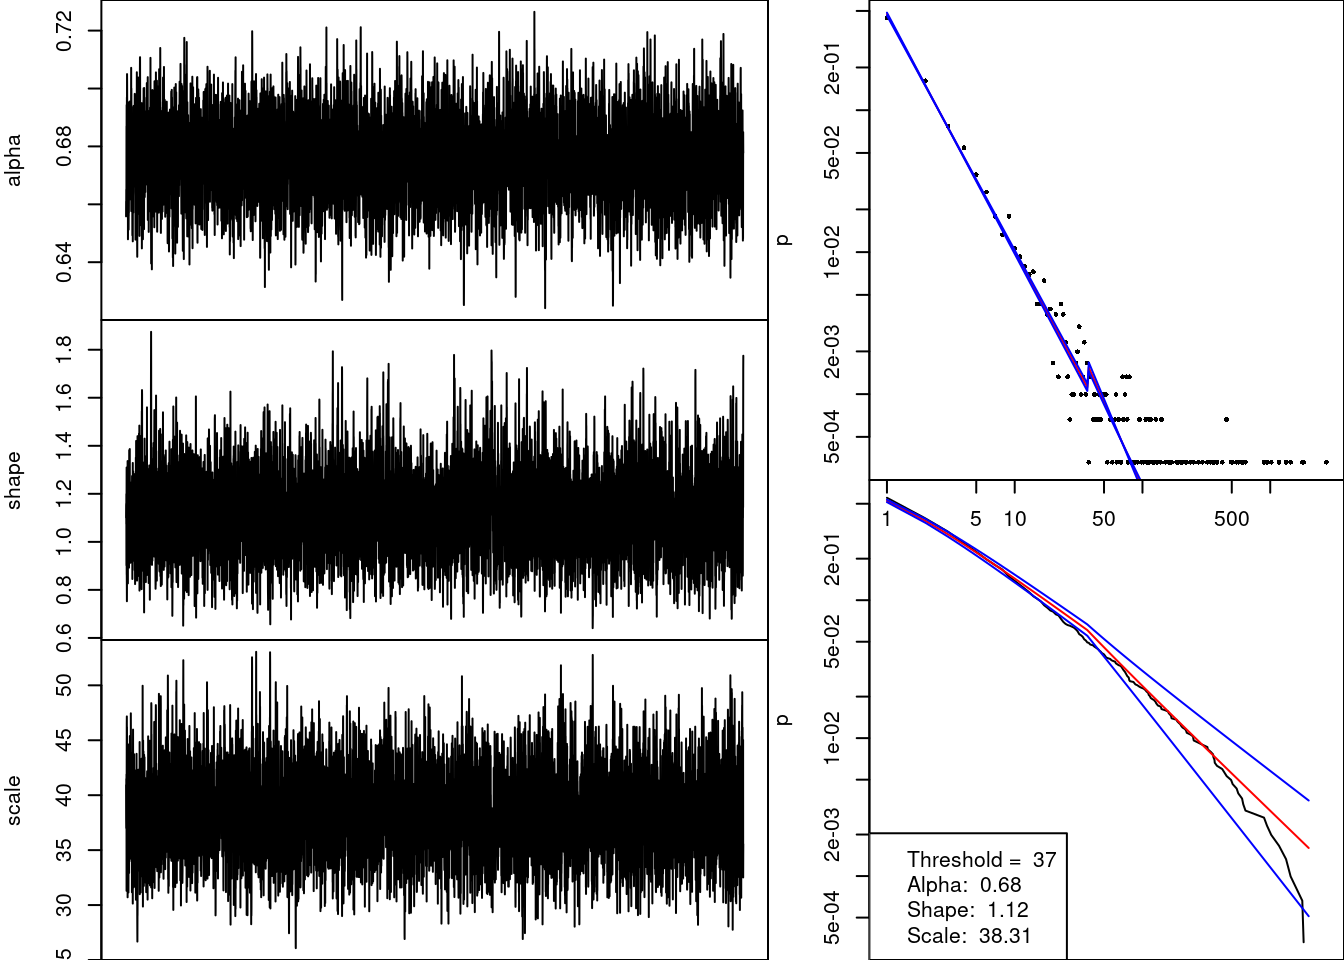 alpha
0.72
0.68
0.64
shape
1.8
1.6
1.4
1.2
1.0
0.8
0.6
scale
50
45
40
35
30
5
p
2e-01
5e-02
1e-02
2e-03
5e-04
1 5 10 50 500
p
2e-01
5e-02
1e-02
2e-03
5e-04
Threshold = 37
Alpha: 0.68
Shape: 1.12
Scale: 38.31